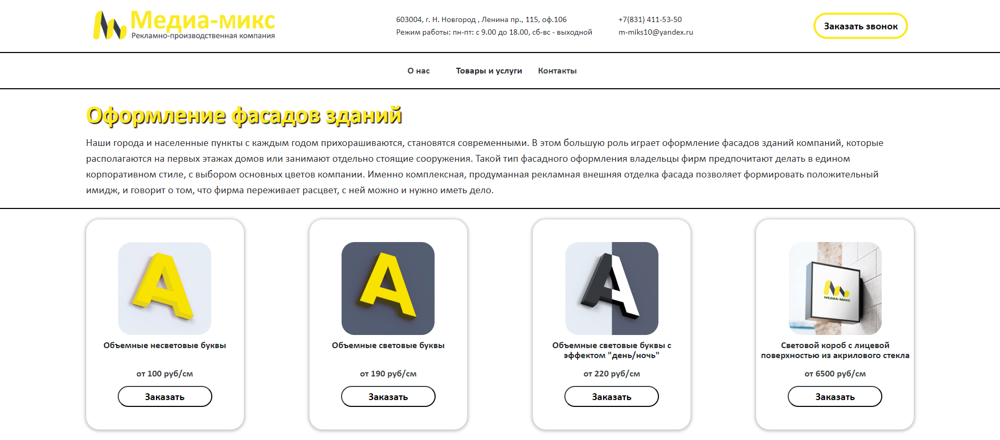 Медиа-микс
Рекламно-производственная компания
603004, г. Н. Новгород , Ленина пр., 115, оф.106
Режим работы: пн-пт: с 9.00 до 18.00, сб-вс - выходной
+7(831) 411-53-50
m-miks10@yandex.ru
Заказать звонок
О нас
Товары и услуги
Контакты
Оформление фасадов зданий
Наши города и населенные пункты с каждым годом прихорашиваются, становятся современными. В этом большую роль играет оформление фасадов зданий компаний, которые
располагаются на первых этажах домов или занимают отдельно стоящие сооружения. Такой тип фасадного оформления владельцы фирм предпочитают делать в едином
корпоративном стиле, с выбором основных цветов компании. Именно комплексная, продуманная рекламная внешняя отделка фасада позволяет формировать положительный
имидж, и говорит о том, что фирма переживает расцвет, с ней можно и нужно иметь дело.
А
Объемные несветовые буквы
от 100 руб/см
Заказать
А
Объемные световые буквы
от 190 руб/см
Заказать
А
Объемные световые буквы с
эффектом "день/ночь"
от 220 руб/см
Заказать
МЕДИА-МИКС
Световой короб с лицевой
поверхностью из акрилового стекла
от 6500 руб/см
Заказать